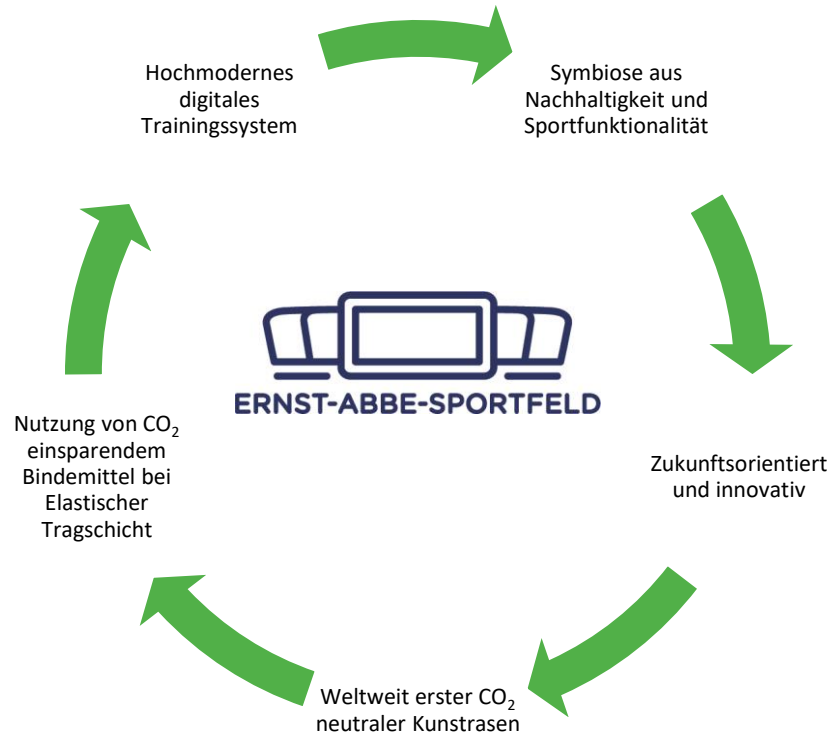 Hochmodernes
digitales
Trainingssystem
Symbiose aus
Nachhaltigkeit und
Sportfunktionalität
ERNST-ABBE-SPORTFELD
Zukunftsorientiert
und innovativ
Weltweit erster CO₂
neutraler Kunstrasen
Nutzung von CO₂
einsparendem
Bindemittel bei
Elastischer
Tragschicht